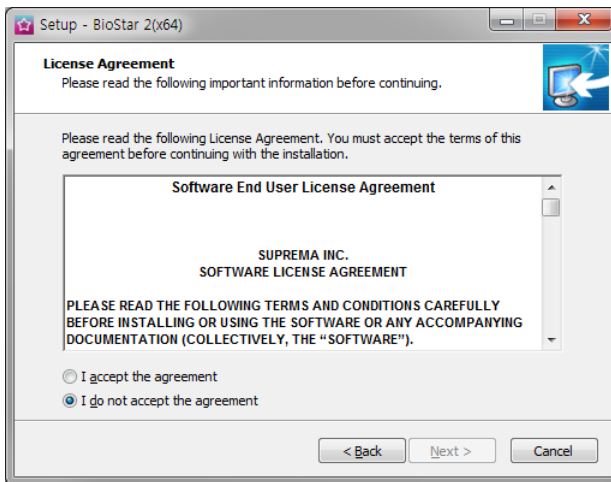 Setup - BioStar 2(x64)
License Agreement
Please read the following important information before continuing.
Please read the following License Agreement. You must accept the terms of this
agreement before continuing with the installation.
Software End User License Agreement
SUPREMA INC.
SOFTWARE LICENSE AGREEMENT
PLEASE READ THE FOLLOWING TERMS AND CONDITIONS CAREFULLY
BEFORE INSTALLING OR USING THE SOFTWARE OR ANY ACCOMPANYING
DOCUMENTATION (COLLECTIVELY, THE “SOFTWARE”).
I accept the agreement
I do not accept the agreement
< Back Next > Cancel